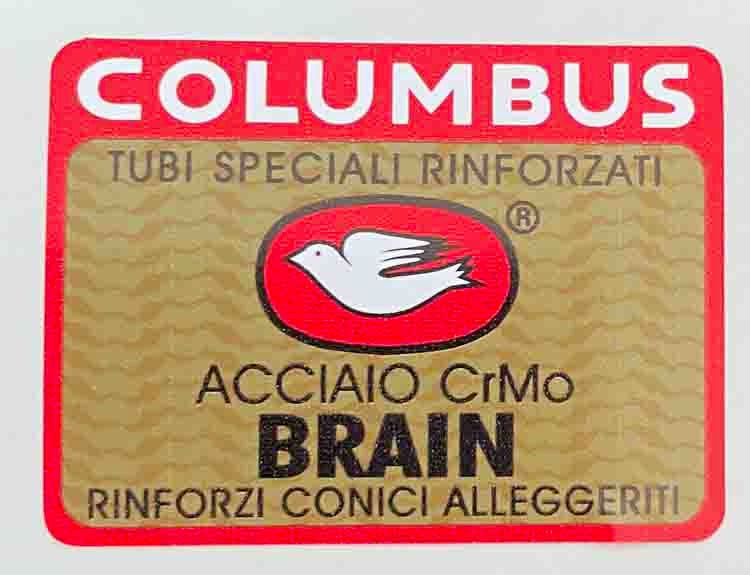 COLUMBUS
TUBI SPECIALI RINFORZATI
®
ACCIAIO CrMo
BRAIN
RINFORZI CONICI ALLEGGERITI